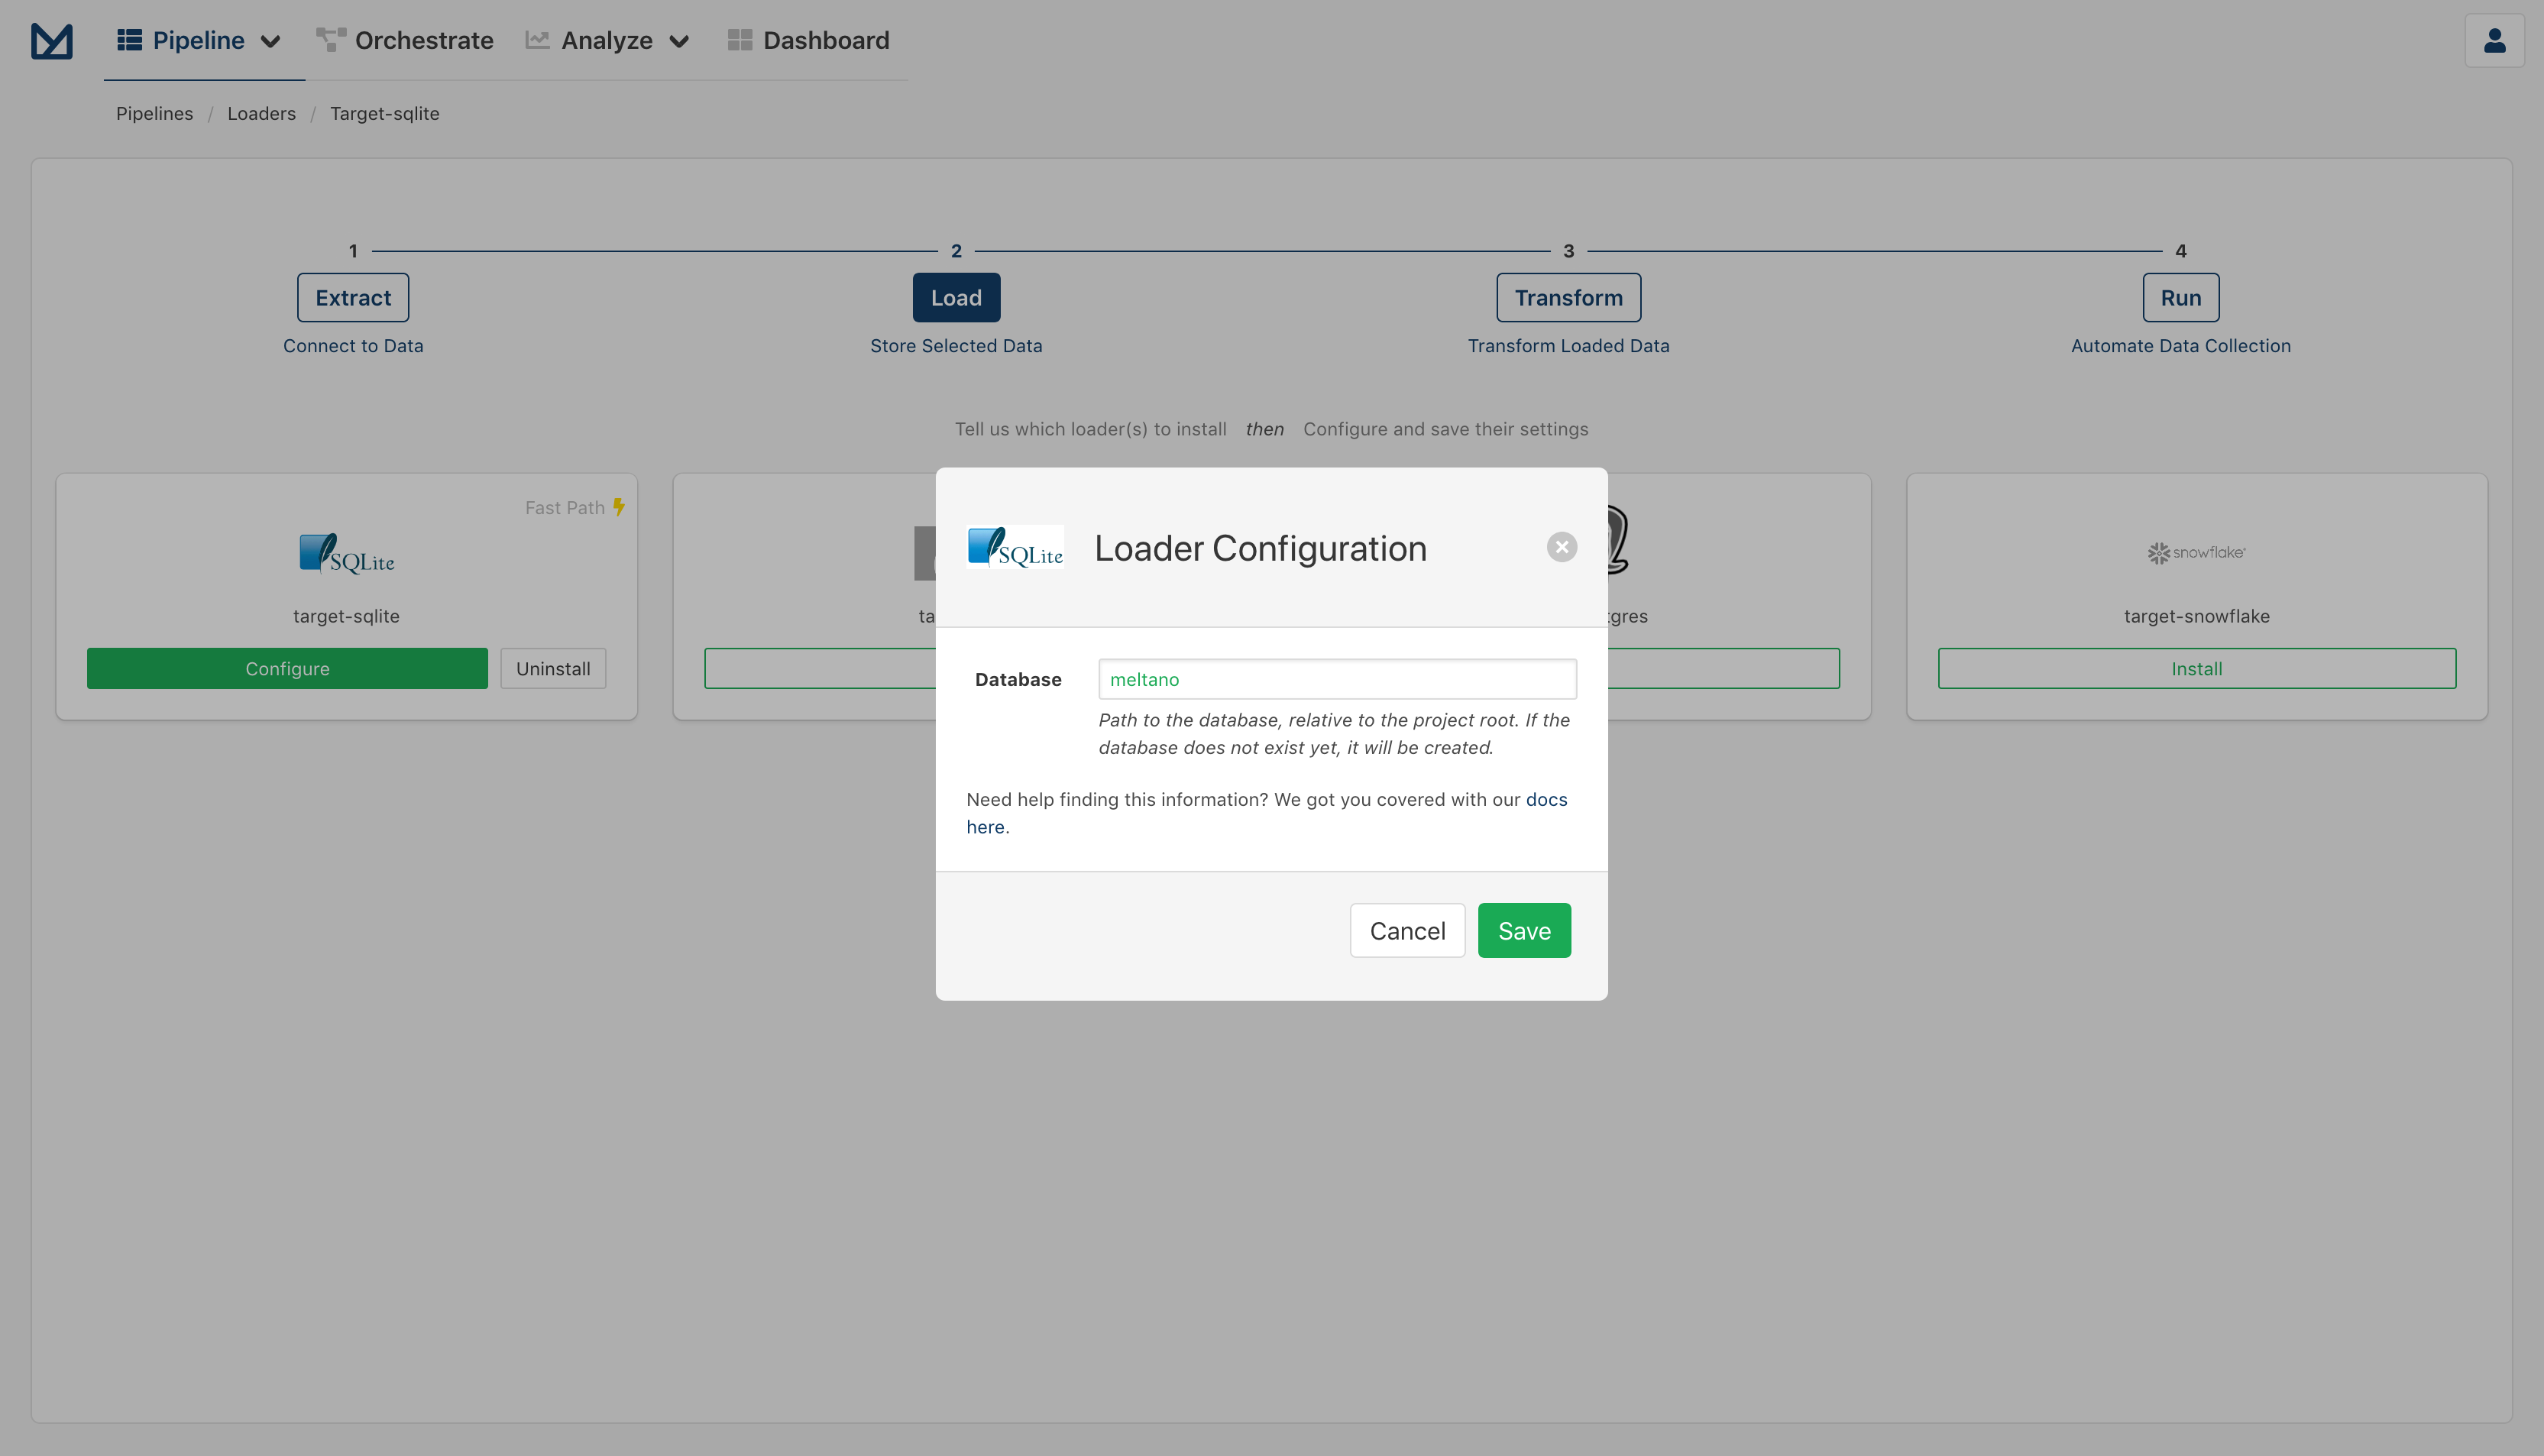 Pipeline Orchestrate Analyze Dashboard
Pipelines / Loaders / Target-sqlite
1 2 3 4
Extract Load Transform Run
Connect to Data Store Selected Data Transform Loaded Data Automate Data Collection
Tell us which loader(s) to install then Configure and save their settings
Fast Path
SQLite
target-sqlite
Configure Uninstall
snowflake
target-snowflake
Install
SQLite Loader Configuration
Database meltano
Path to the database, relative to the project root. If the
database does not exist yet, it will be created.
Need help finding this information? We got you covered with our docs
here.
Cancel Save